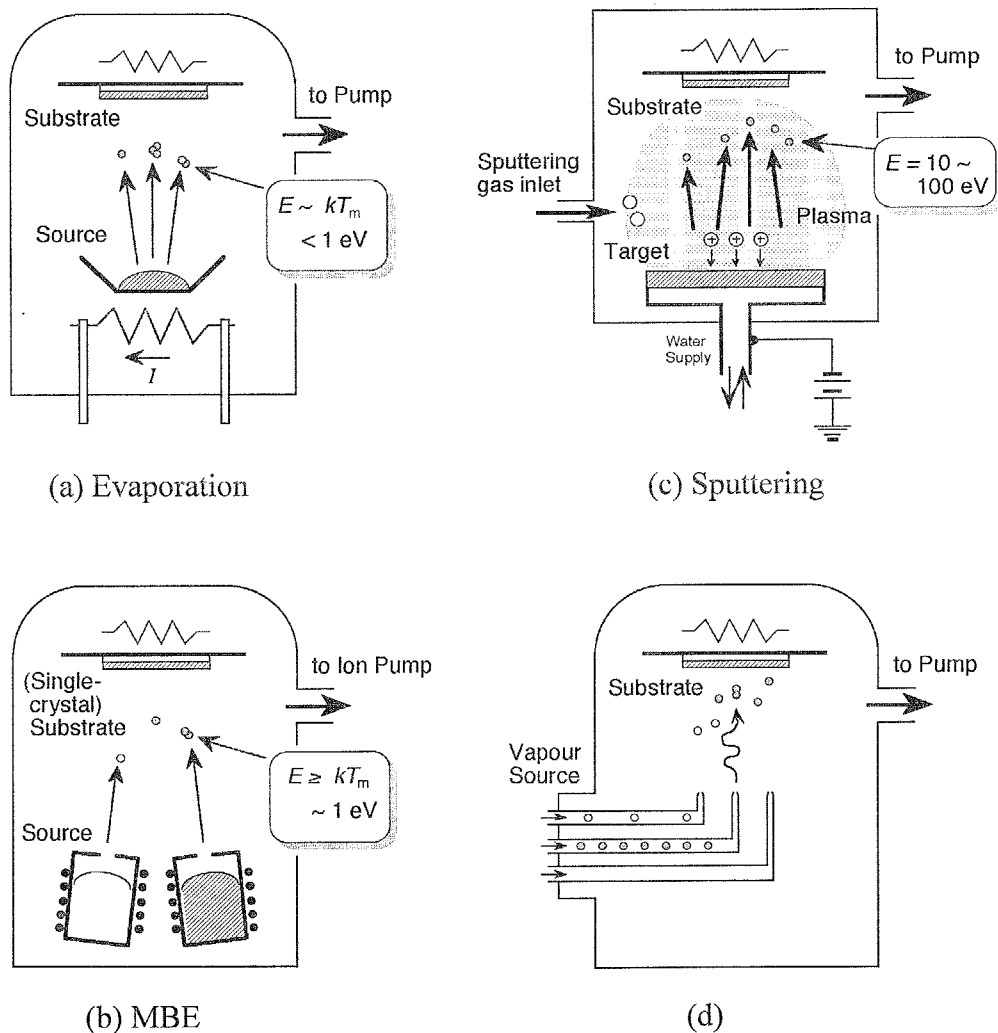 Substrate
to Pump
E ~ kTm
< 1 eV
Source
I
(a) Evaporation
to Pump
Substrate
Sputtering
gas inlet
E = 10 ~
100 eV
Plasma
Target
Water
Supply
(c) Sputtering
to Ion Pump
(Single-
crystal)
Substrate
E ≥ kTm
~ 1 eV
Source
(b) MBE
to Pump
Substrate
Vapour
Source
(d)